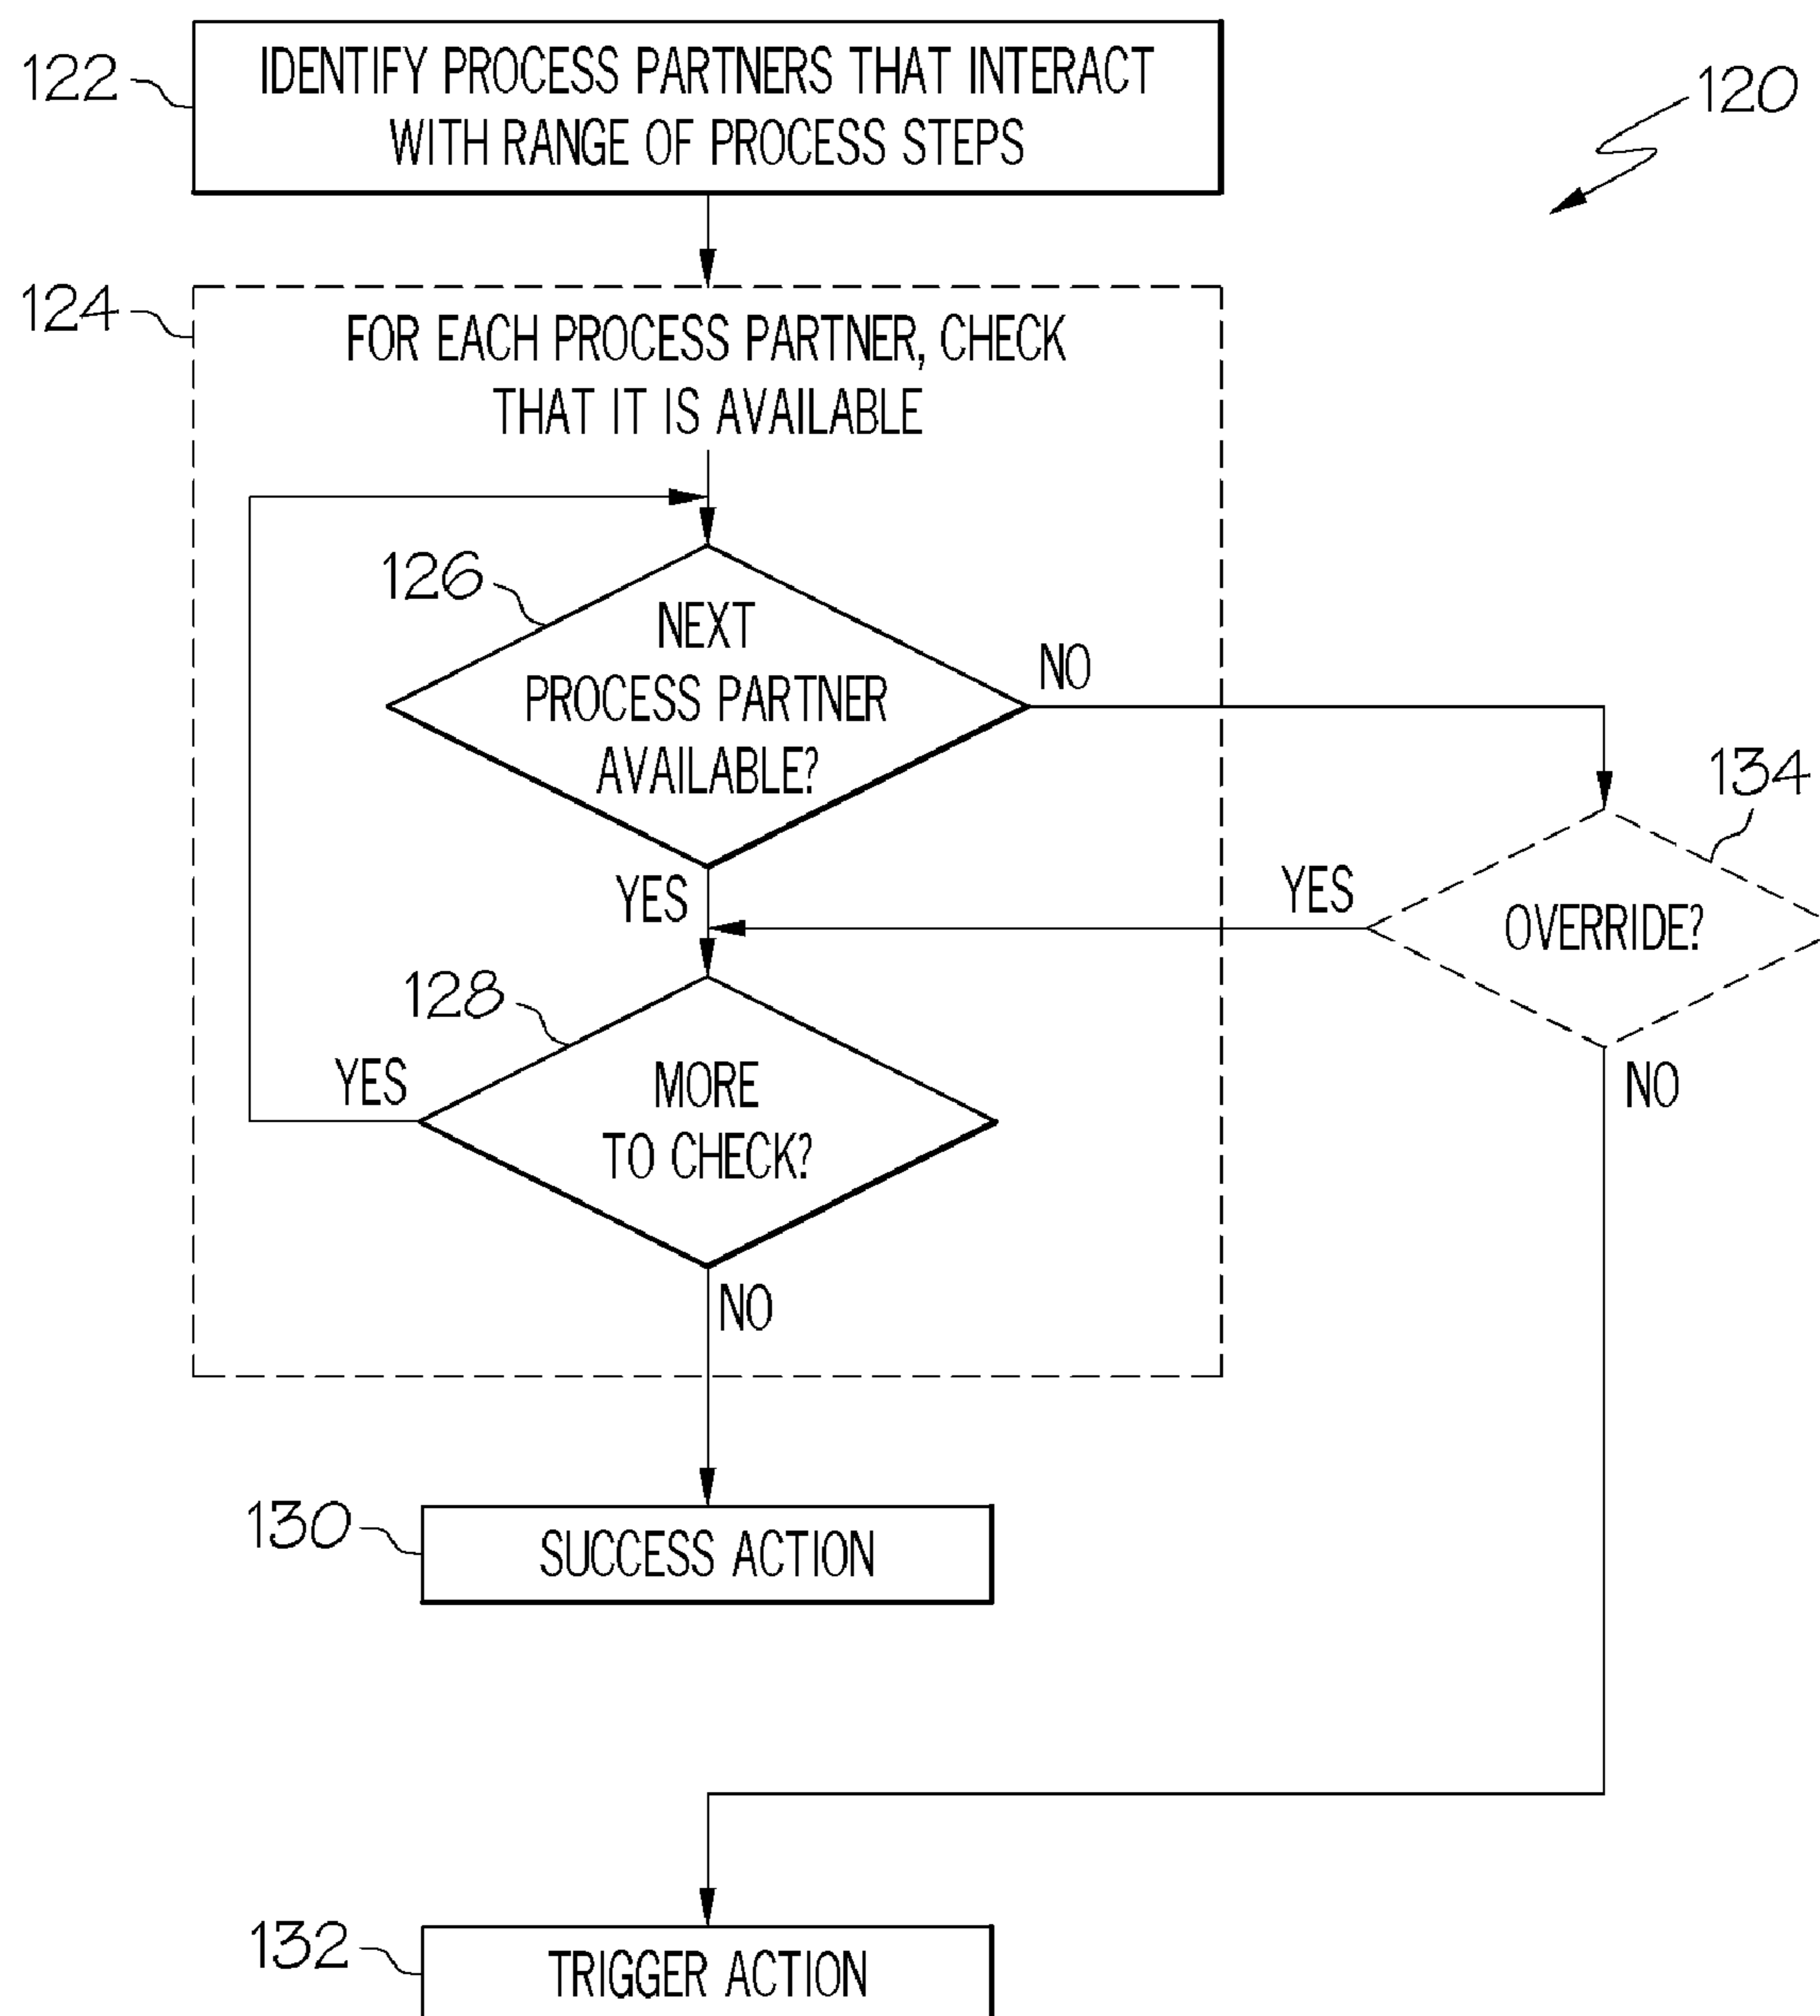 122
IDENTIFY PROCESS PARTNERS THAT INTERACT
WITH RANGE OF PROCESS STEPS
120
124
FOR EACH PROCESS PARTNER, CHECK
THAT IT IS AVAILABLE
126
NEXT
PROCESS PARTNER
AVAILABLE?
NO
134
YES
YES
OVERRIDE?
128
YES
MORE
TO CHECK?
NO
NO
130
SUCCESS ACTION
132
TRIGGER ACTION